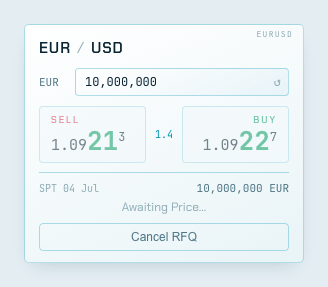 EURUSD
EUR / USD
EUR 10,000,000 ↺
SELL BUY
1.09213 1.4 1.09227
SPT 04 Jul 10,000,000 EUR
Awaiting Price...
Cancel RFQ